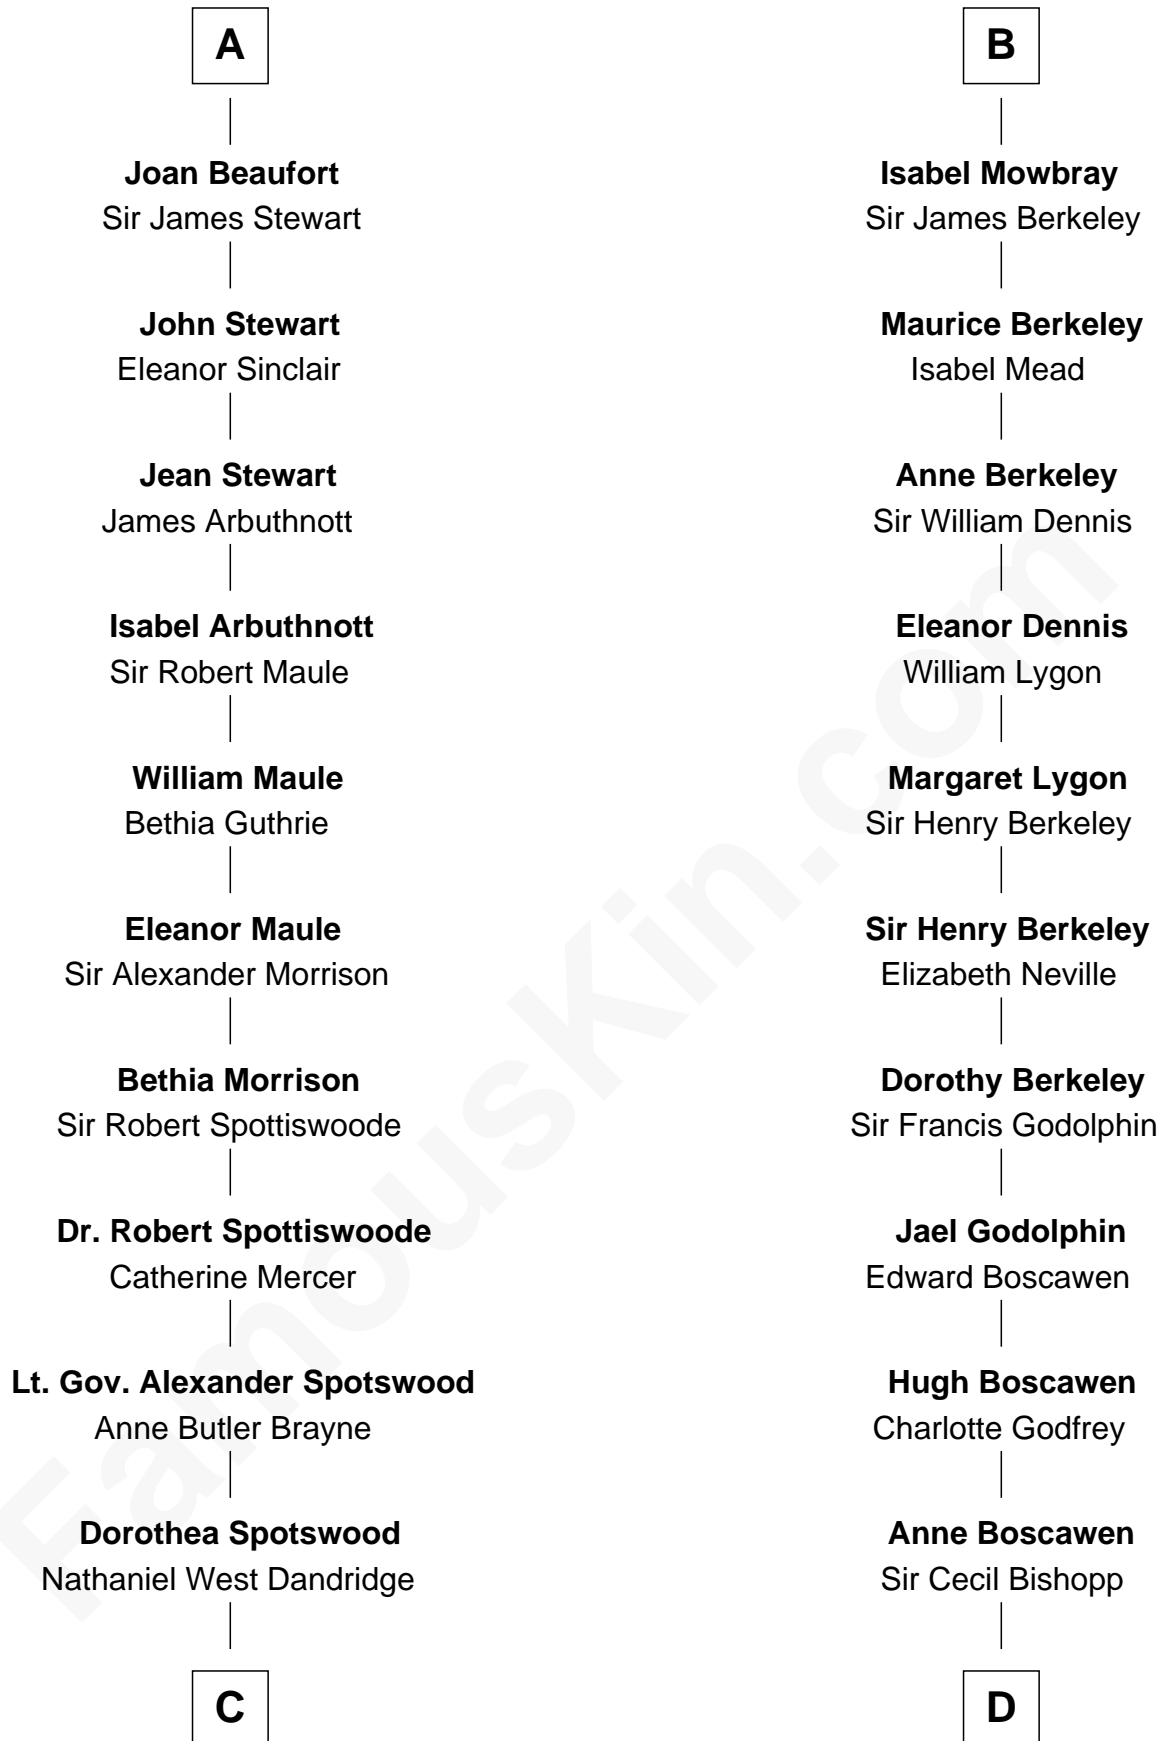 A
Joan Beaufort
Sir James Stewart
John Stewart
Eleanor Sinclair
Jean Stewart
James Arbuthnott
Isabel Arbuthnott
Sir Robert Maule
William Maule
Bethia Guthrie
Eleanor Maule
Sir Alexander Morrison
Bethia Morrison
Sir Robert Spottiswoode
Dr. Robert Spottiswoode
Catherine Mercer
Lt. Gov. Alexander Spotswood
Anne Butler Brayne
Dorothea Spotswood
Nathaniel West Dandridge
C
B
Isabel Mowbray
Sir James Berkeley
Maurice Berkeley
Isabel Mead
Anne Berkeley
Sir William Dennis
Eleanor Dennis
William Lygon
Margaret Lygon
Sir Henry Berkeley
Sir Henry Berkeley
Elizabeth Neville
Dorothy Berkeley
Sir Francis Godolphin
Jael Godolphin
Edward Boscawen
Hugh Boscawen
Charlotte Godfrey
Anne Boscawen
Sir Cecil Bishopp
D
FamousKin.com